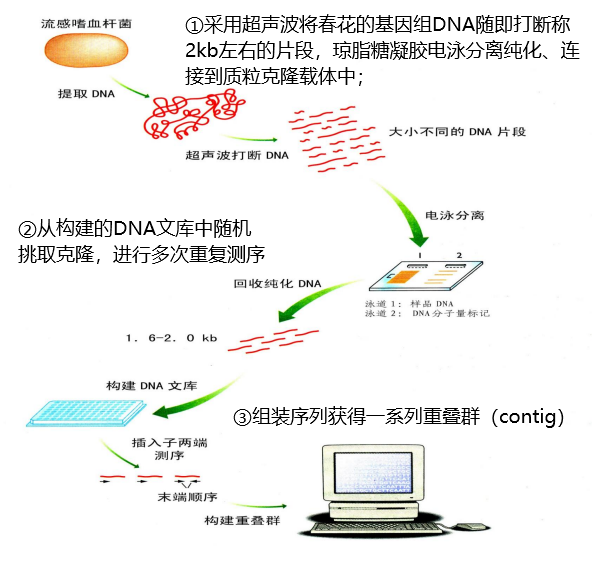 流感嗜血杆菌
①采用超声波将春花的基因组DNA随即打断称
2kb左右的片段，琼脂糖凝胶电泳分离纯化、连
接到质粒克隆载体中；
提取 DNA
大小不同的 DNA 片段
超声波打断 DNA
电泳分离
②从构建的DNA文库中随机
挑取克隆，进行多次重复测序
1 2
回收纯化 DNA
泳道 1： 样品 DNA
泳道 2： DNA 分子量标记
1. 6-2. 0 kb
构建 DNA 文库
③组装序列获得一系列重叠群（contig）
插入子两端
测序
末端顺序
构建重叠群